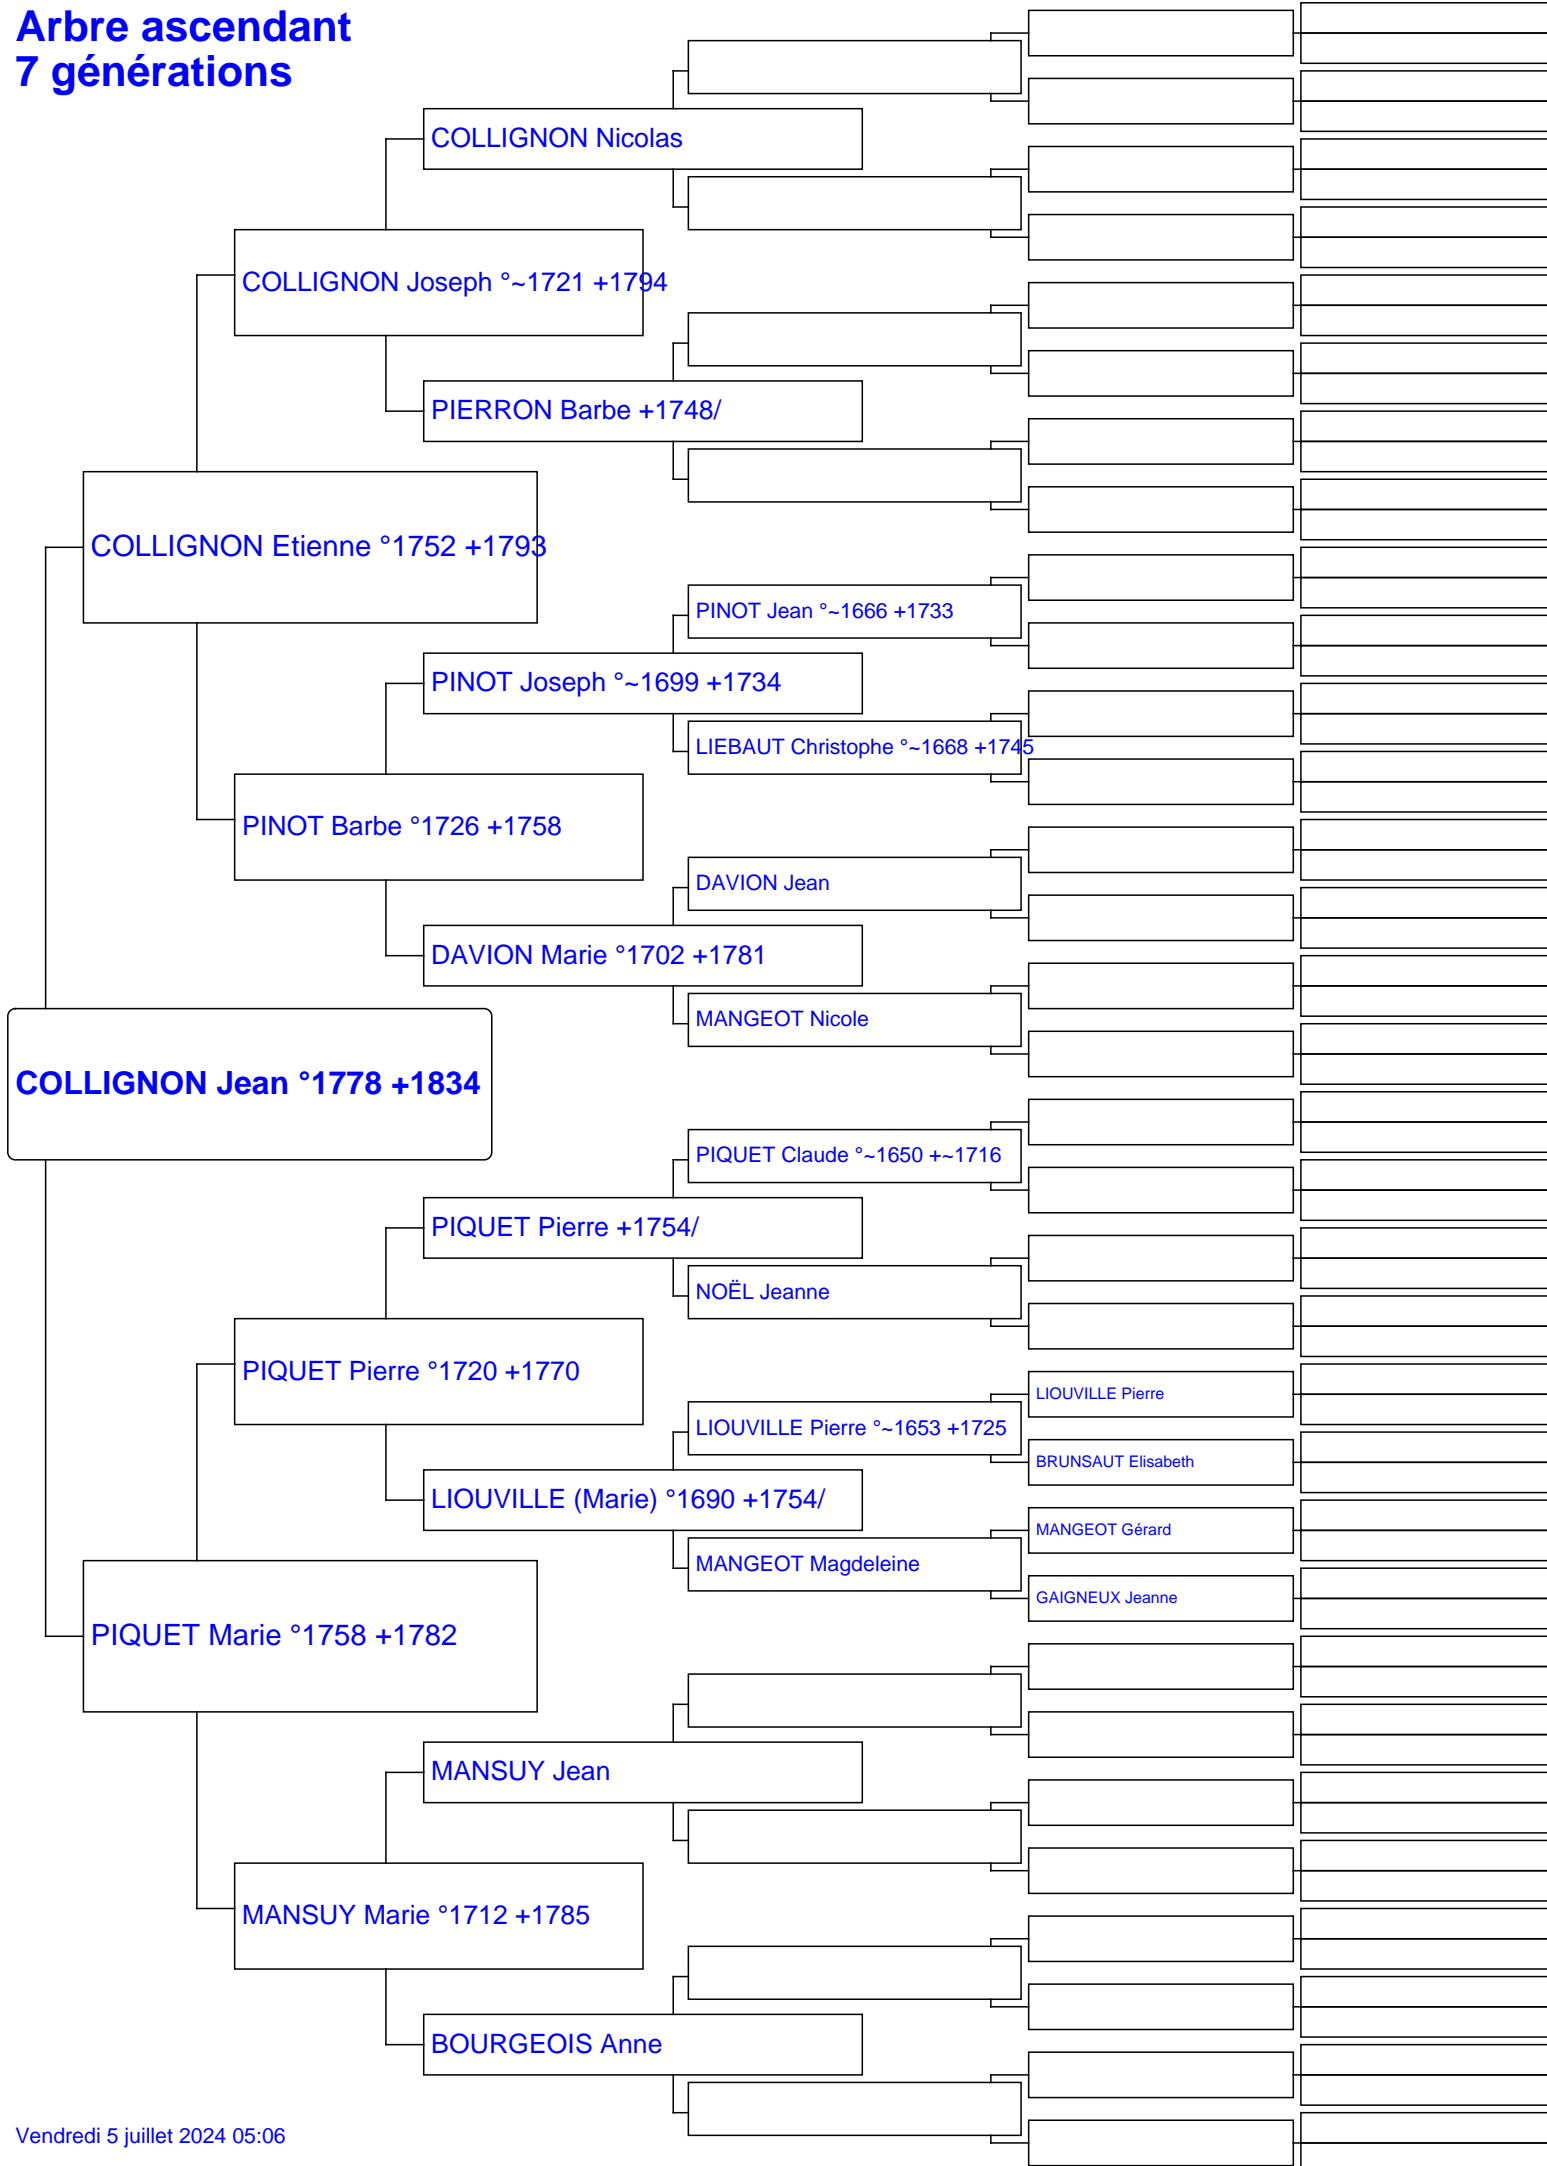 Arbre ascendant
7 générations
COLLIGNON Nicolas
COLLIGNON Joseph °~1721 +1794
PIERRON Barbe +1748/
COLLIGNON Etienne °1752 +1793
PINOT Jean °~1666 +1733
PINOT Joseph °~1699 +1734
LIEBAUT Christophe °~1668 +1745
PINOT Barbe °1726 +1758
DAVION Jean
DAVION Marie °1702 +1781
MANGEOT Nicole
COLLIGNON Jean °1778 +1834
PIQUET Claude °~1650 +~1716
PIQUET Pierre +1754/
NOËL Jeanne
PIQUET Pierre °1720 +1770
LIOUVILLE Pierre
LIOUVILLE Pierre °~1653 +1725
BRUNSAUT Elisabeth
LIOUVILLE (Marie) °1690 +1754/
MANGEOT Gérard
MANGEOT Magdeleine
GAIGNEUX Jeanne
PIQUET Marie °1758 +1782
MANSUY Jean
MANSUY Marie °1712 +1785
BOURGEOIS Anne
Vendredi 5 juillet 2024 05:06